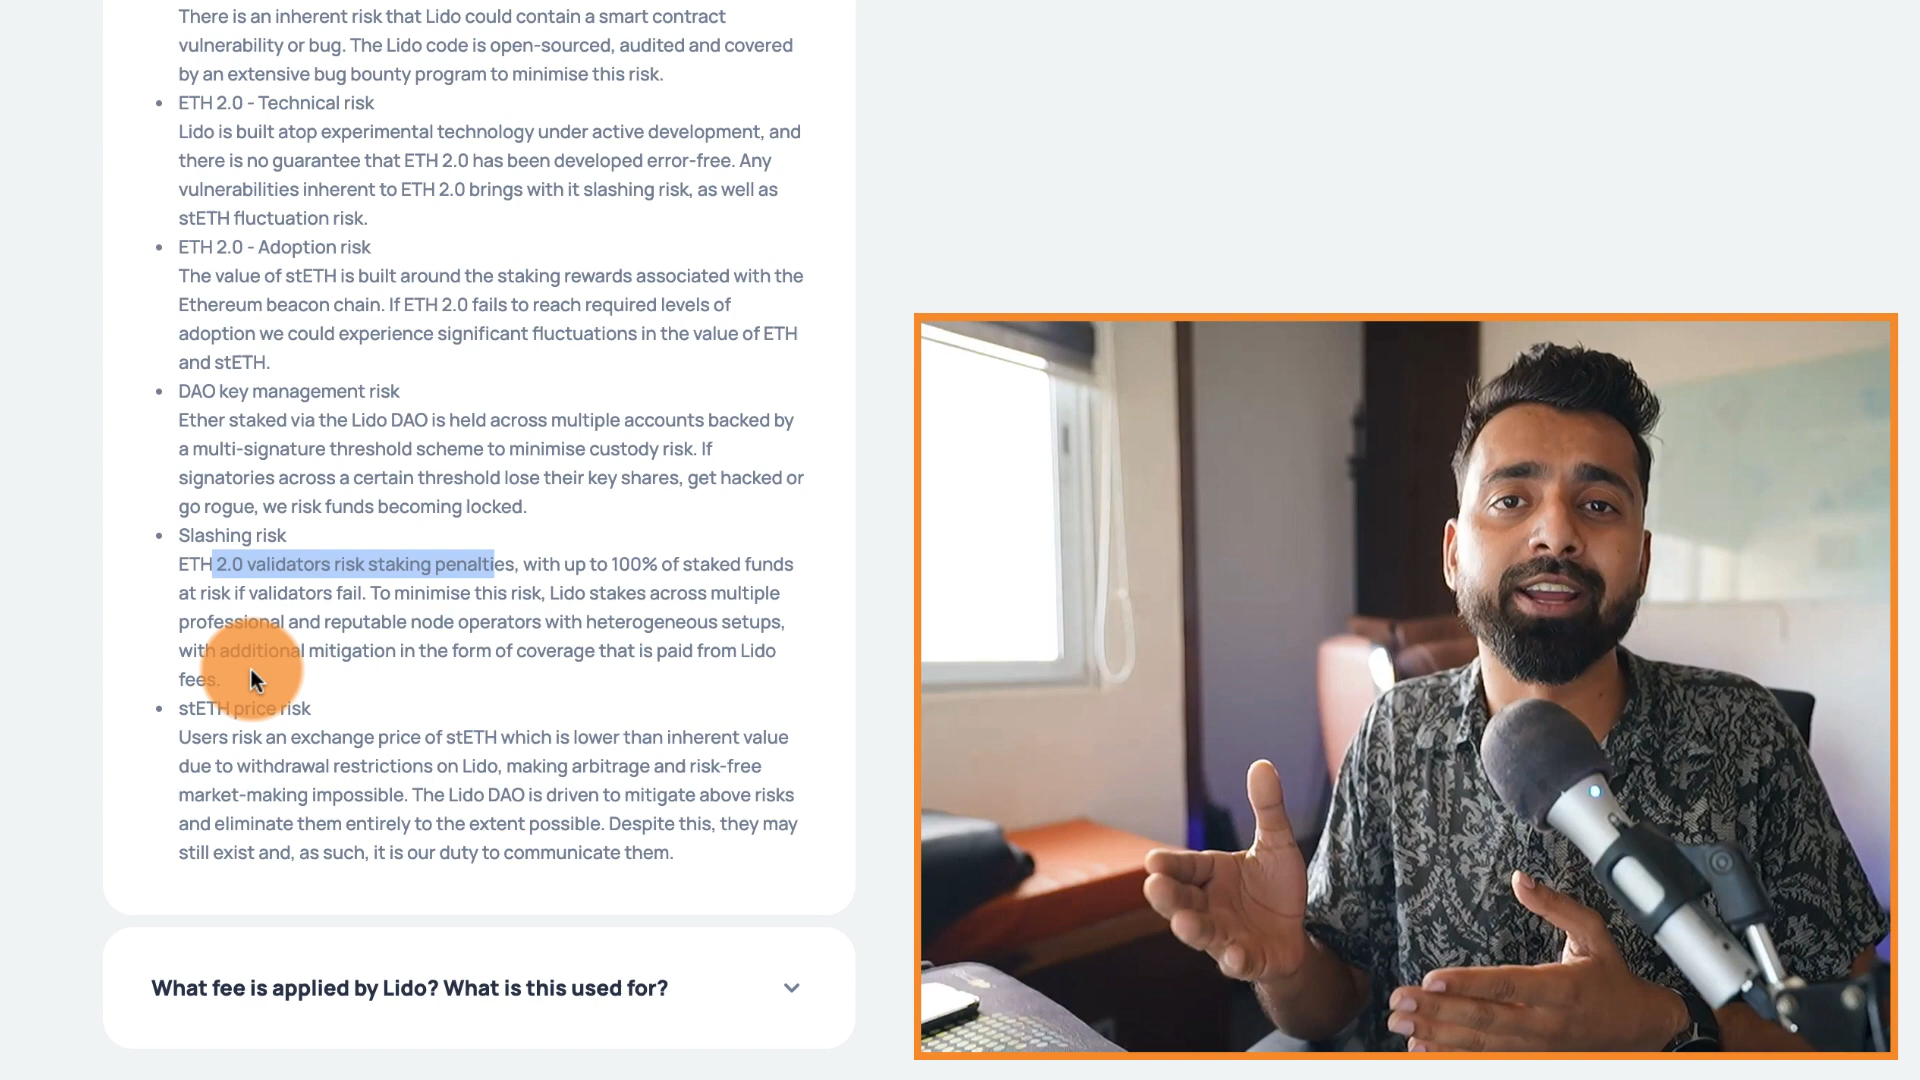 There is an inherent risk that Lido could contain a smart contract
vulnerability or bug. The Lido code is open-sourced, audited and covered
by an extensive bug bounty program to minimise this risk.
• ETH 2.0 - Technical risk
Lido is built atop experimental technology under active development, and
there is no guarantee that ETH 2.0 has been developed error-free. Any
vulnerabilities inherent to ETH 2.0 brings with it slashing risk, as well as
stETH fluctuation risk.
• ETH 2.0 - Adoption risk
The value of stETH is built around the staking rewards associated with the
Ethereum beacon chain. If ETH 2.0 fails to reach required levels of
adoption we could experience significant fluctuations in the value of ETH
and stETH.
• DAO key management risk
Ether staked via the Lido DAO is held across multiple accounts backed by
a multi-signature threshold scheme to minimise custody risk. If
signatories across a certain threshold lose their key shares, get hacked or
go rogue, we risk funds becoming locked.
• Slashing risk
ETH 2.0 validators risk staking penalties, with up to 100% of staked funds
at risk if validators fail. To minimise this risk, Lido stakes across multiple
professional and reputable node operators with heterogeneous setups,
with additional mitigation in the form of coverage that is paid from Lido
fees.
• stETH price risk
Users risk an exchange price of stETH which is lower than inherent value
due to withdrawal restrictions on Lido, making arbitrage and risk-free
market-making impossible. The Lido DAO is driven to mitigate above risks
and eliminate them entirely to the extent possible. Despite this, they may
still exist and, as such, it is our duty to communicate them.
What fee is applied by Lido? What is this used for?